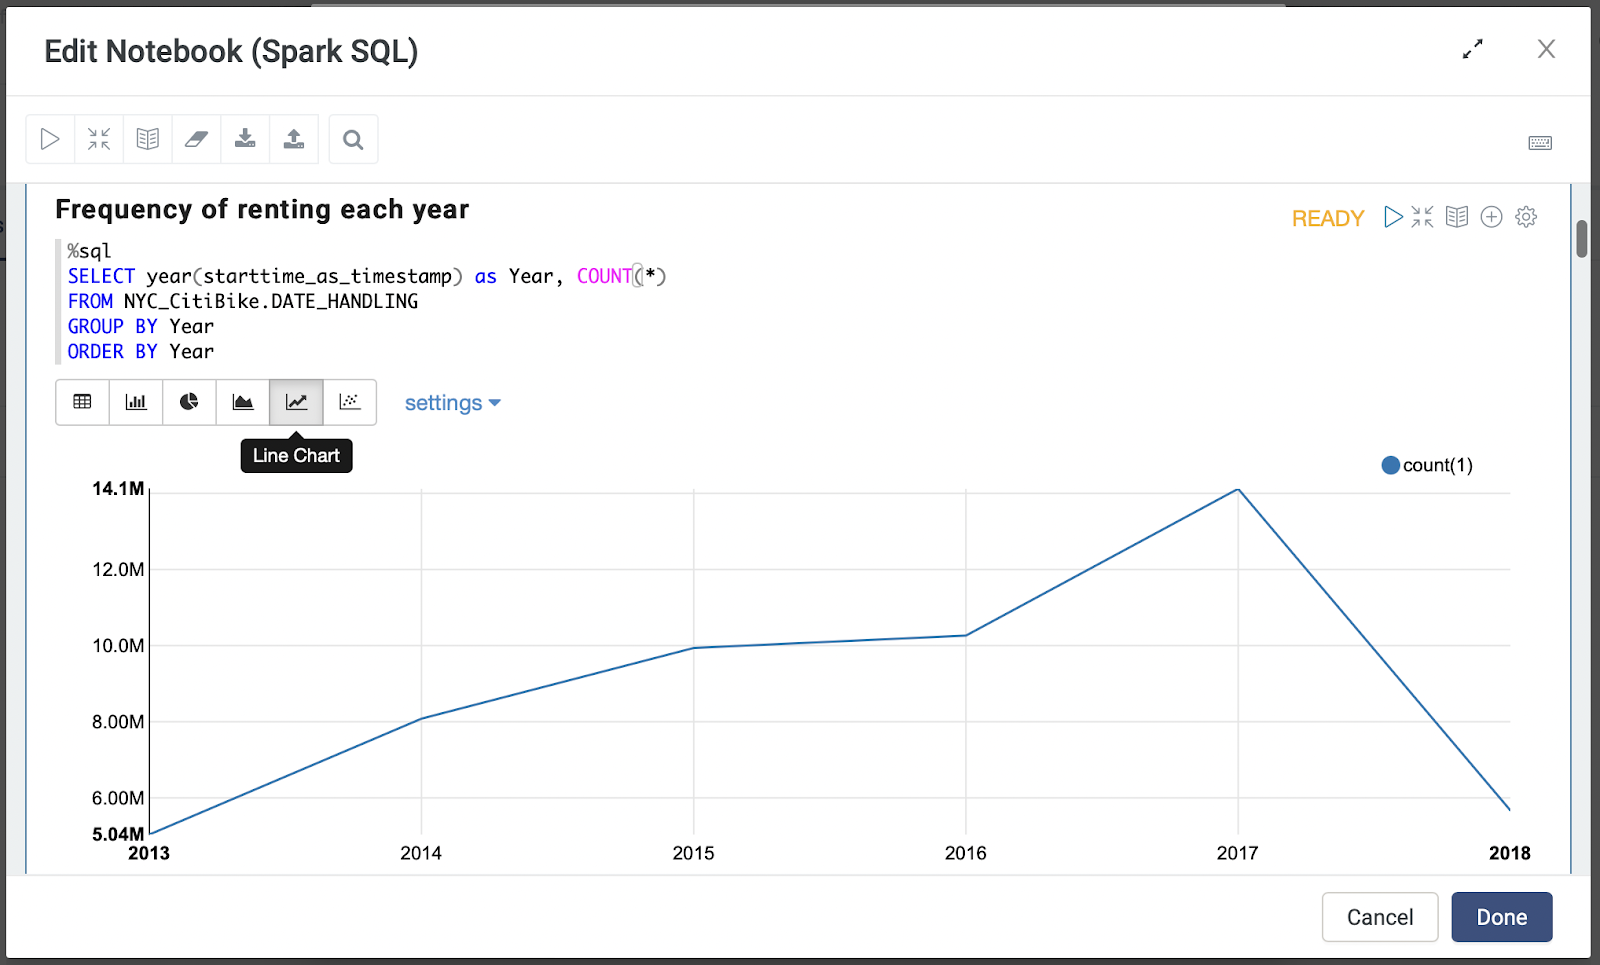 Edit Notebook (Spark SQL)
Frequency of renting each year
READY
%sql
SELECT year(starttime_as_timestamp) as Year, COUNT(*)
FROM NYC_CitiBike.DATE_HANDLING
GROUP BY Year
ORDER BY Year
settings
Line Chart
count(1)
14.1M
12.0M
10.0M
8.00M
6.00M
5.04M
2013 2014 2015 2016 2017 2018
Cancel Done